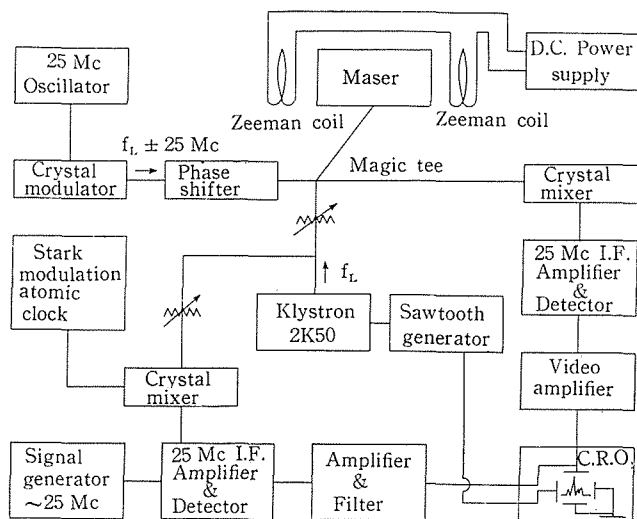 25 Mc
Oscillator
Maser
D.C. Power
supply
Zeeman coil
Zeeman coil
f_L ± 25 Mc
Crystal
modulator
Phase
shifter
Magic tee
Crystal
mixer
Stark
modulation
atomic
clock
f_L
25 Mc I.F.
Amplifier
&
Detector
Klystron
2K50
Sawtooth
generator
Crystal
mixer
Video
amplifier
Signal
generator
~25 Mc
25 Mc I.F.
Amplifier
&
Detector
Amplifier
&
Filter
C.R.O.